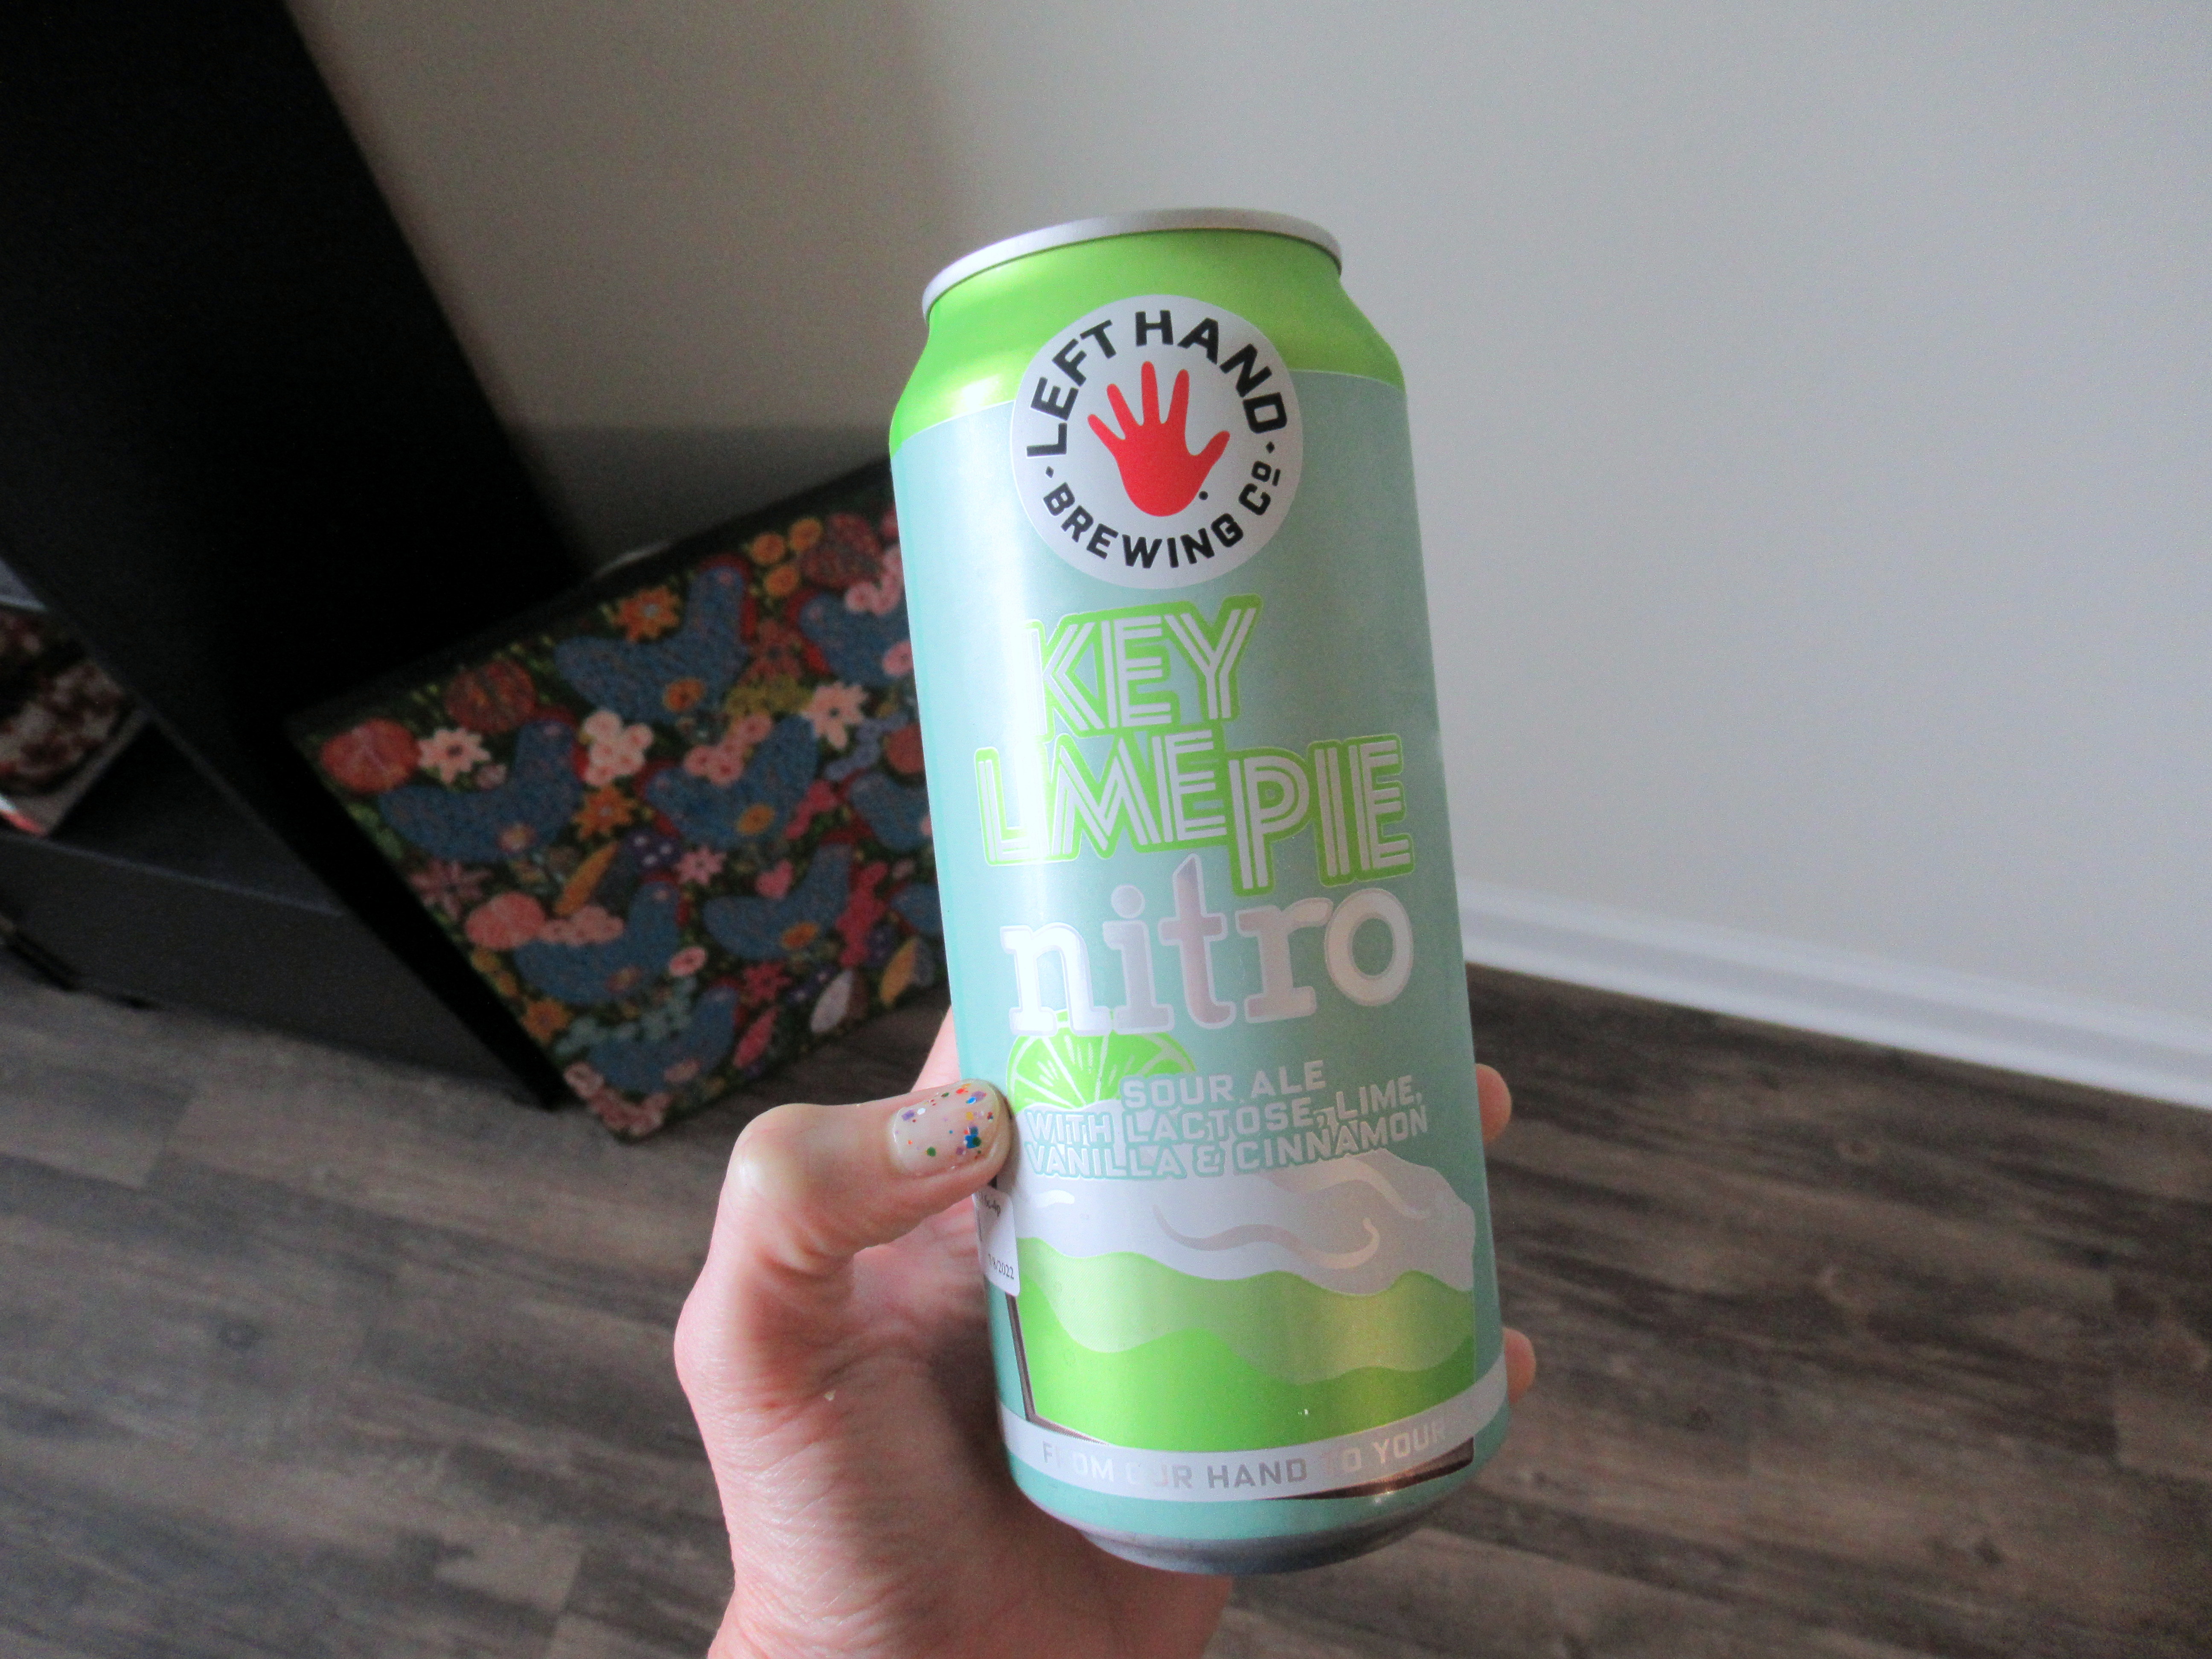 LEFT HAND
BREWING CO
KEY
LIME PIE
nitro
SOUR ALE
WITH LACTOSE, LIME,
VANILLA & CINNAMON
FROM OUR HAND TO YOUR